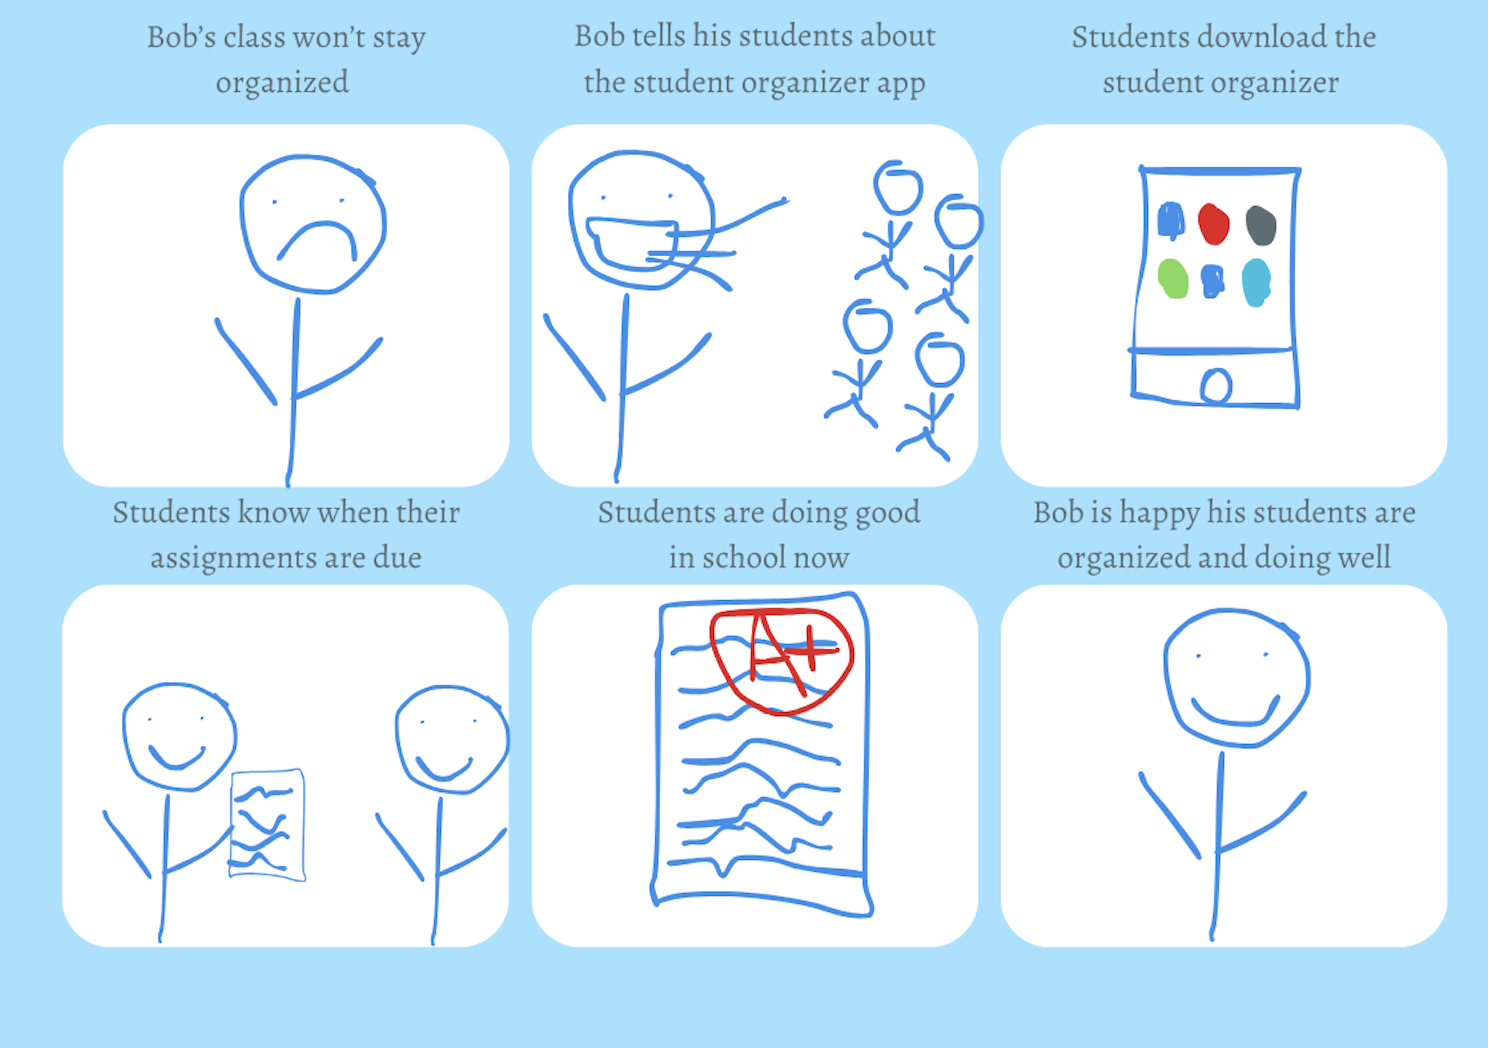 Bob’s class won’t stay
organized
Bob tells his students about
the student organizer app
Students download the
student organizer
Students know when their
assignments are due
Students are doing good
in school now
A+
Bob is happy his students are
organized and doing well